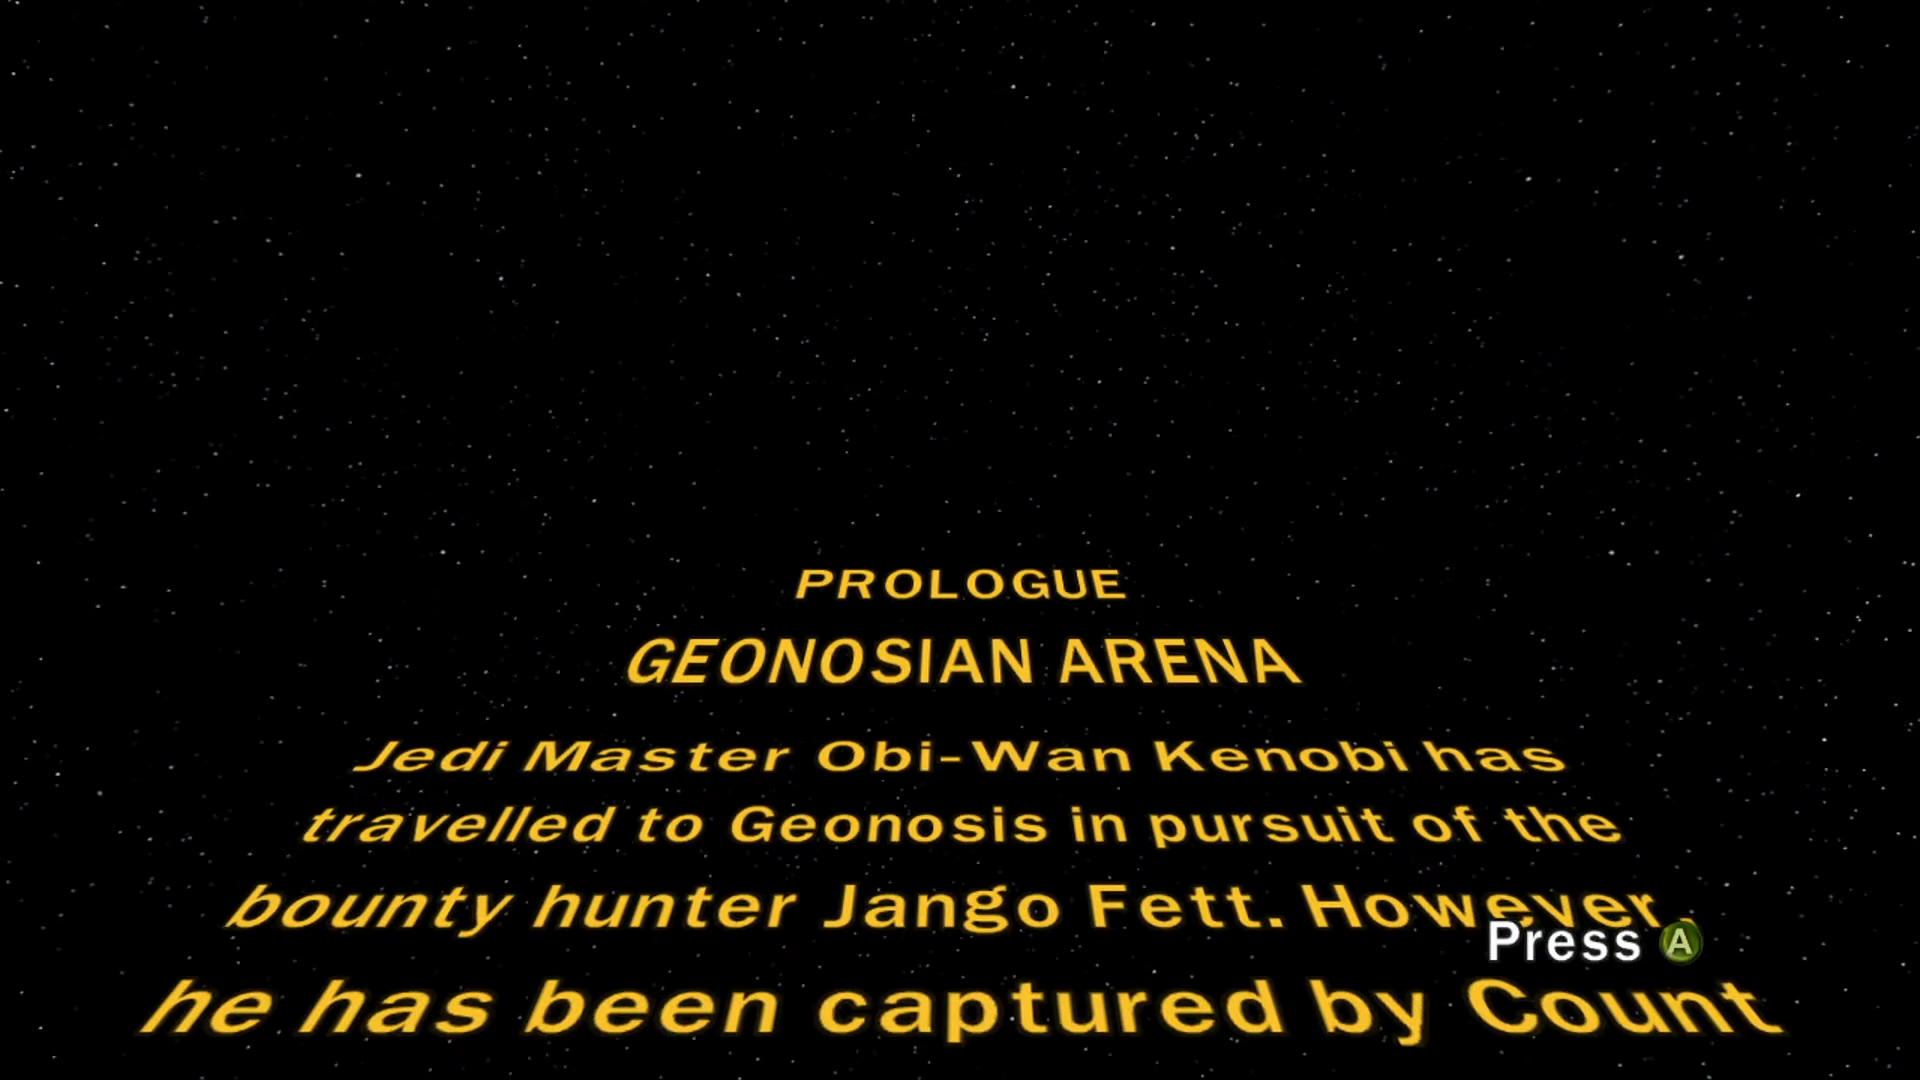 PROLOGUE
GEONOSIAN ARENA
Jedi Master Obi-Wan Kenobi has
travelled to Geonosis in pursuit of the
bounty hunter Jango Fett. However,
Press A
he has been captured by Count